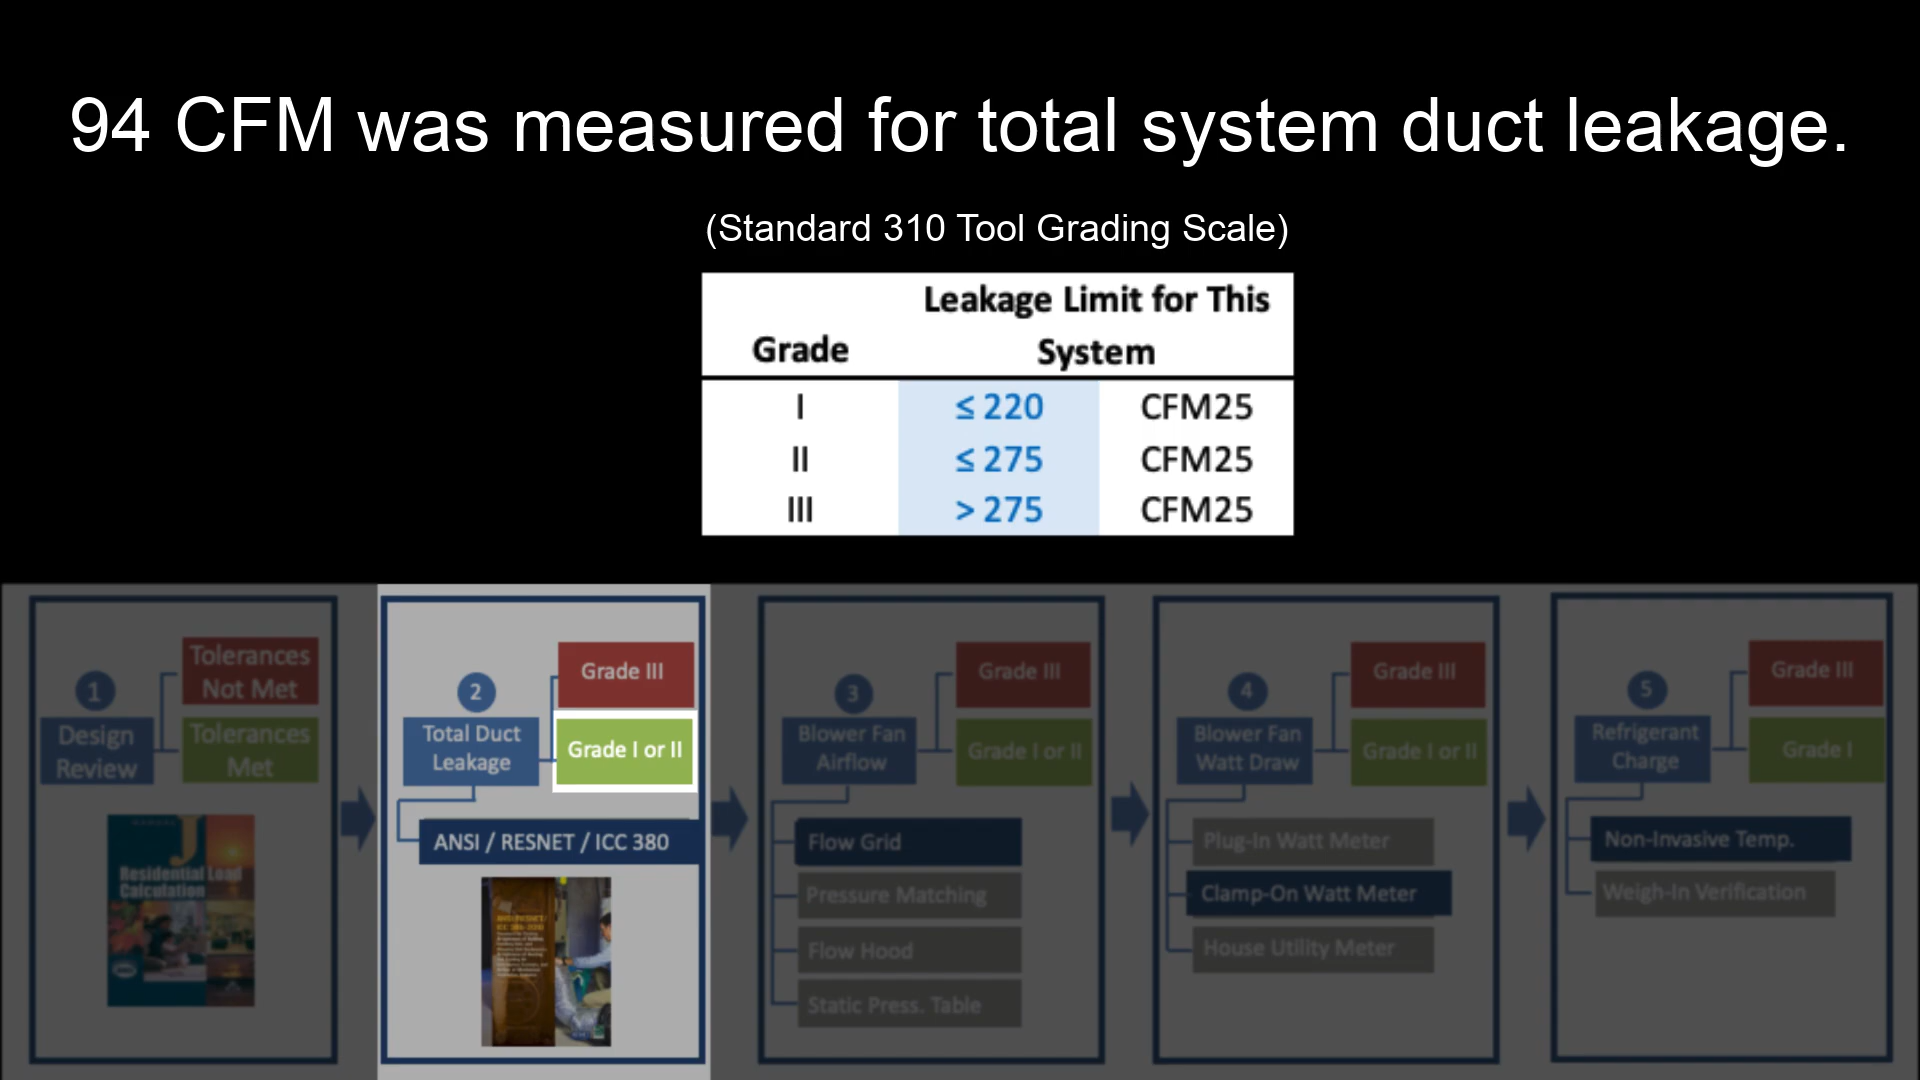 94 CFM was measured for total system duct leakage.
(Standard 310 Tool Grading Scale)
Leakage Limit for This
Grade System
I ≤ 220 CFM25
II ≤ 275 CFM25
III > 275 CFM25
1
Design
Review
Tolerances
Not Met
Tolerances
Met
J
Residential Load
Calculation
2
Total Duct
Leakage
Grade III
Grade I or II
ANSI / RESNET / ICC 380
3
Blower Fan
Airflow
Grade III
Grade I or II
Flow Grid
Pressure Matching
Flow Hood
Static Press. Table
4
Blower Fan
Watt Draw
Grade III
Grade I or II
Plug-In Watt Meter
Clamp-On Watt Meter
House Utility Meter
5
Refrigerant
Charge
Grade III
Grade I
Non-Invasive Temp.
Weigh-In Verification